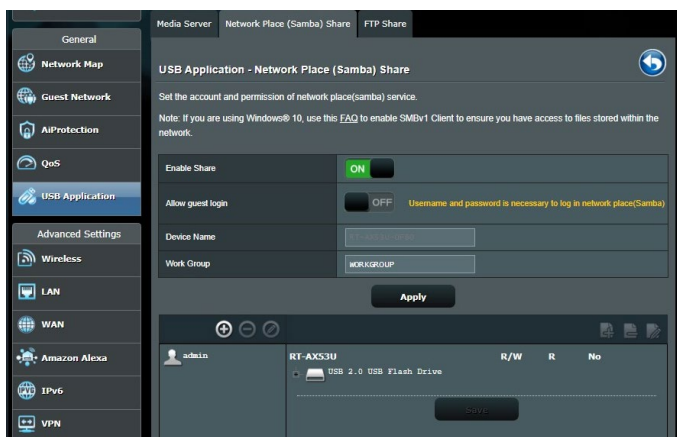 Media Server
Network Place (Samba) Share
FTP Share
General
Network Map
Guest Network
AiProtection
QoS
USB Application
Advanced Settings
Wireless
LAN
WAN
Amazon Alexa
IPv6
VPN
USB Application - Network Place (Samba) Share
Set the account and permission of network place(samba) service.
Note: If you are using Windows® 10, use this FAQ to enable SMBv1 Client to ensure you have access to files stored within the
network.
Enable Share
ON
Allow guest login
OFF
Username and password is necessary to log in network place(Samba)
Device Name
Work Group
WORKGROUP
Apply
admin
RT-AX53U
R/W
R
No
USB 2.0 USB Flash Drive
Save